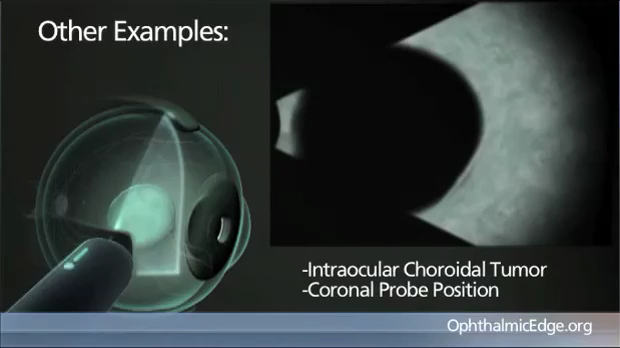 Other Examples:
-Intraocular Choroidal Tumor
-Coronal Probe Position
OphthalmicEdge.org